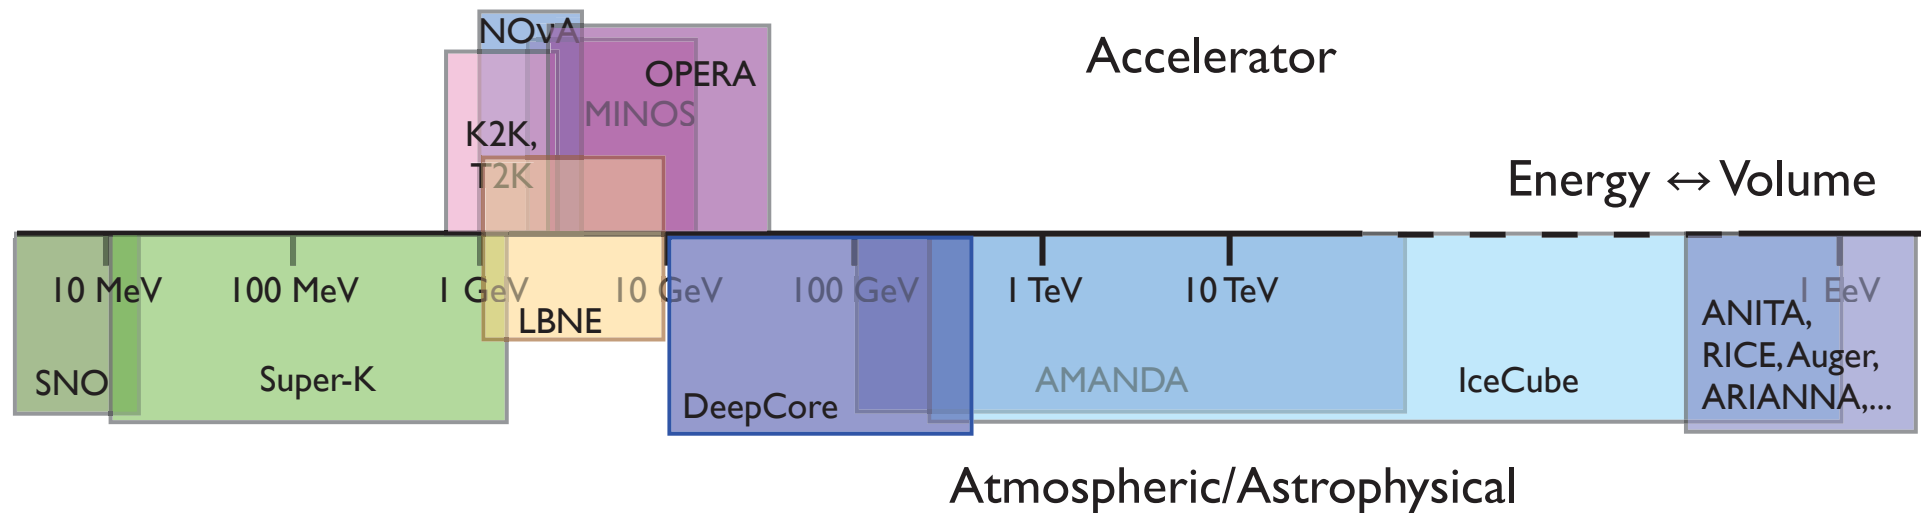 NOvA
Accelerator
OPERA
MINOS
K2K,
T2K
Energy ↔ Volume
10 MeV
100 MeV
1 GeV
10 GeV
100 GeV
1 TeV
10 TeV
1 EeV
LBNE
SNO
Super-K
DeepCore
AMANDA
IceCube
ANITA,
RICE, Auger,
ARIANNA,...
Atmospheric/Astrophysical